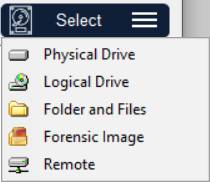 Select
Physical Drive
Logical Drive
Folder and Files
Forensic Image
Remote